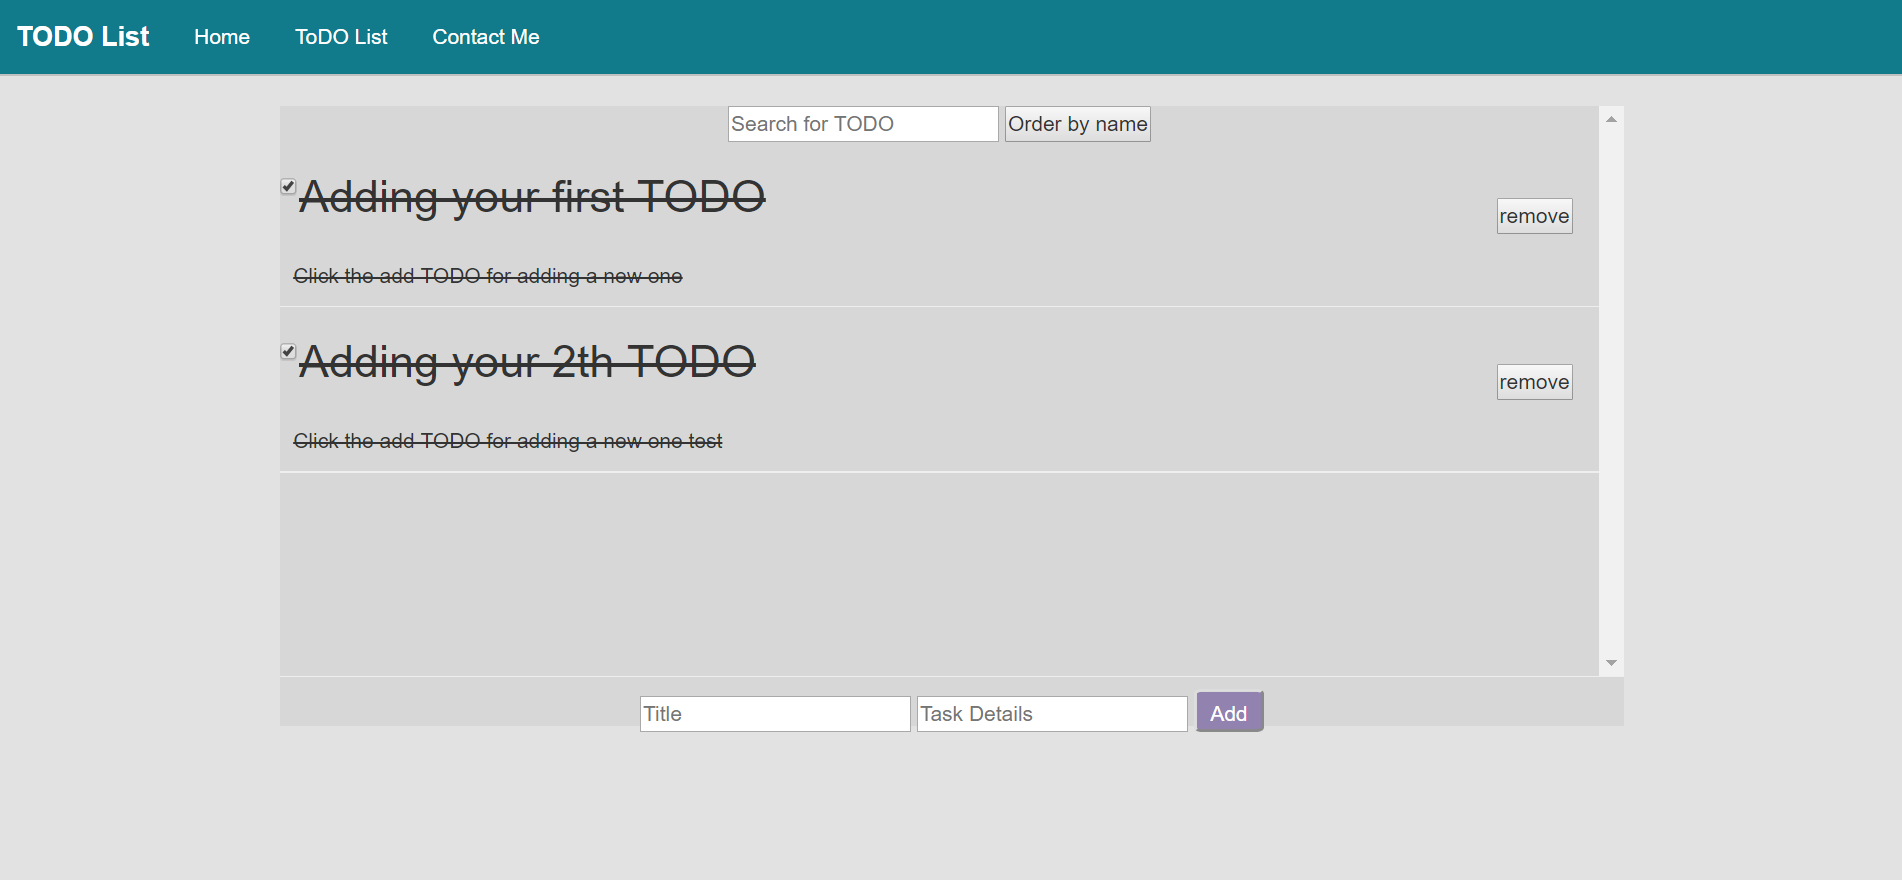 TODO List Home ToDO List Contact Me
Search for TODO Order by name
Adding your first TODO
remove
Click the add TODO for adding a new one
Adding your 2th TODO
remove
Click the add TODO for adding a new one test
Title Task Details Add